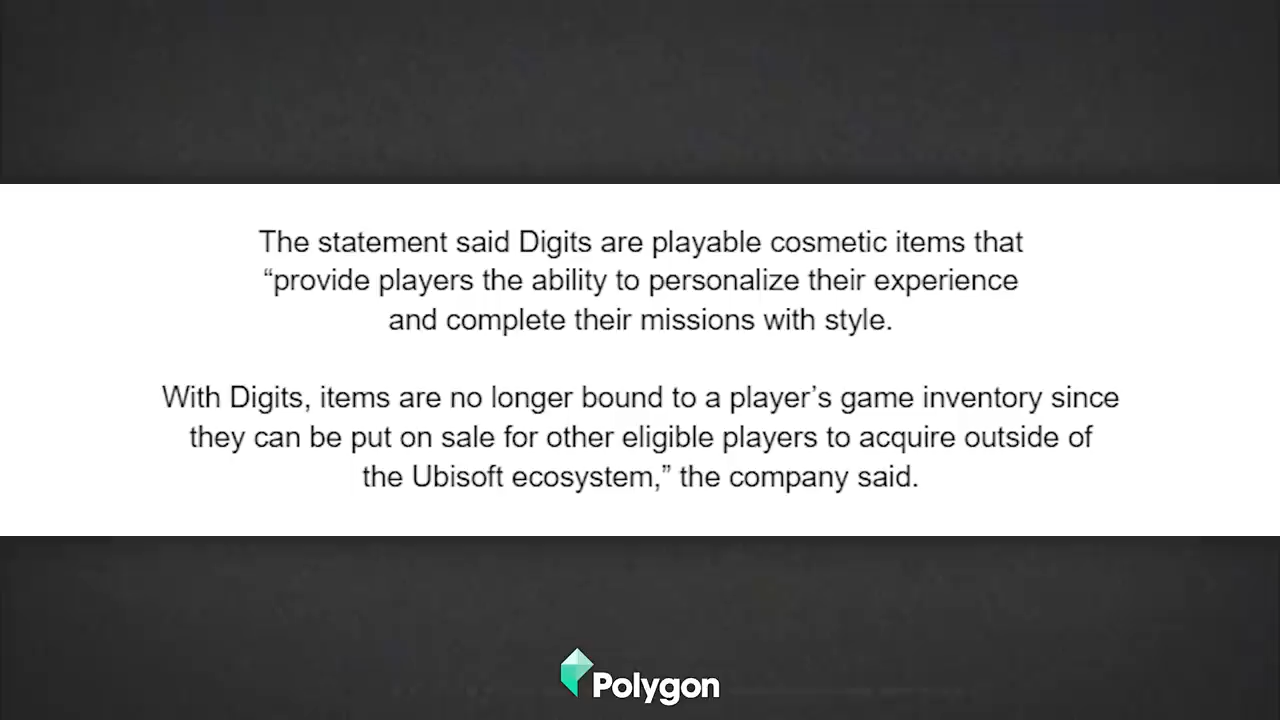 The statement said Digits are playable cosmetic items that
“provide players the ability to personalize their experience
and complete their missions with style.
With Digits, items are no longer bound to a player’s game inventory since
they can be put on sale for other eligible players to acquire outside of
the Ubisoft ecosystem,” the company said.
Polygon